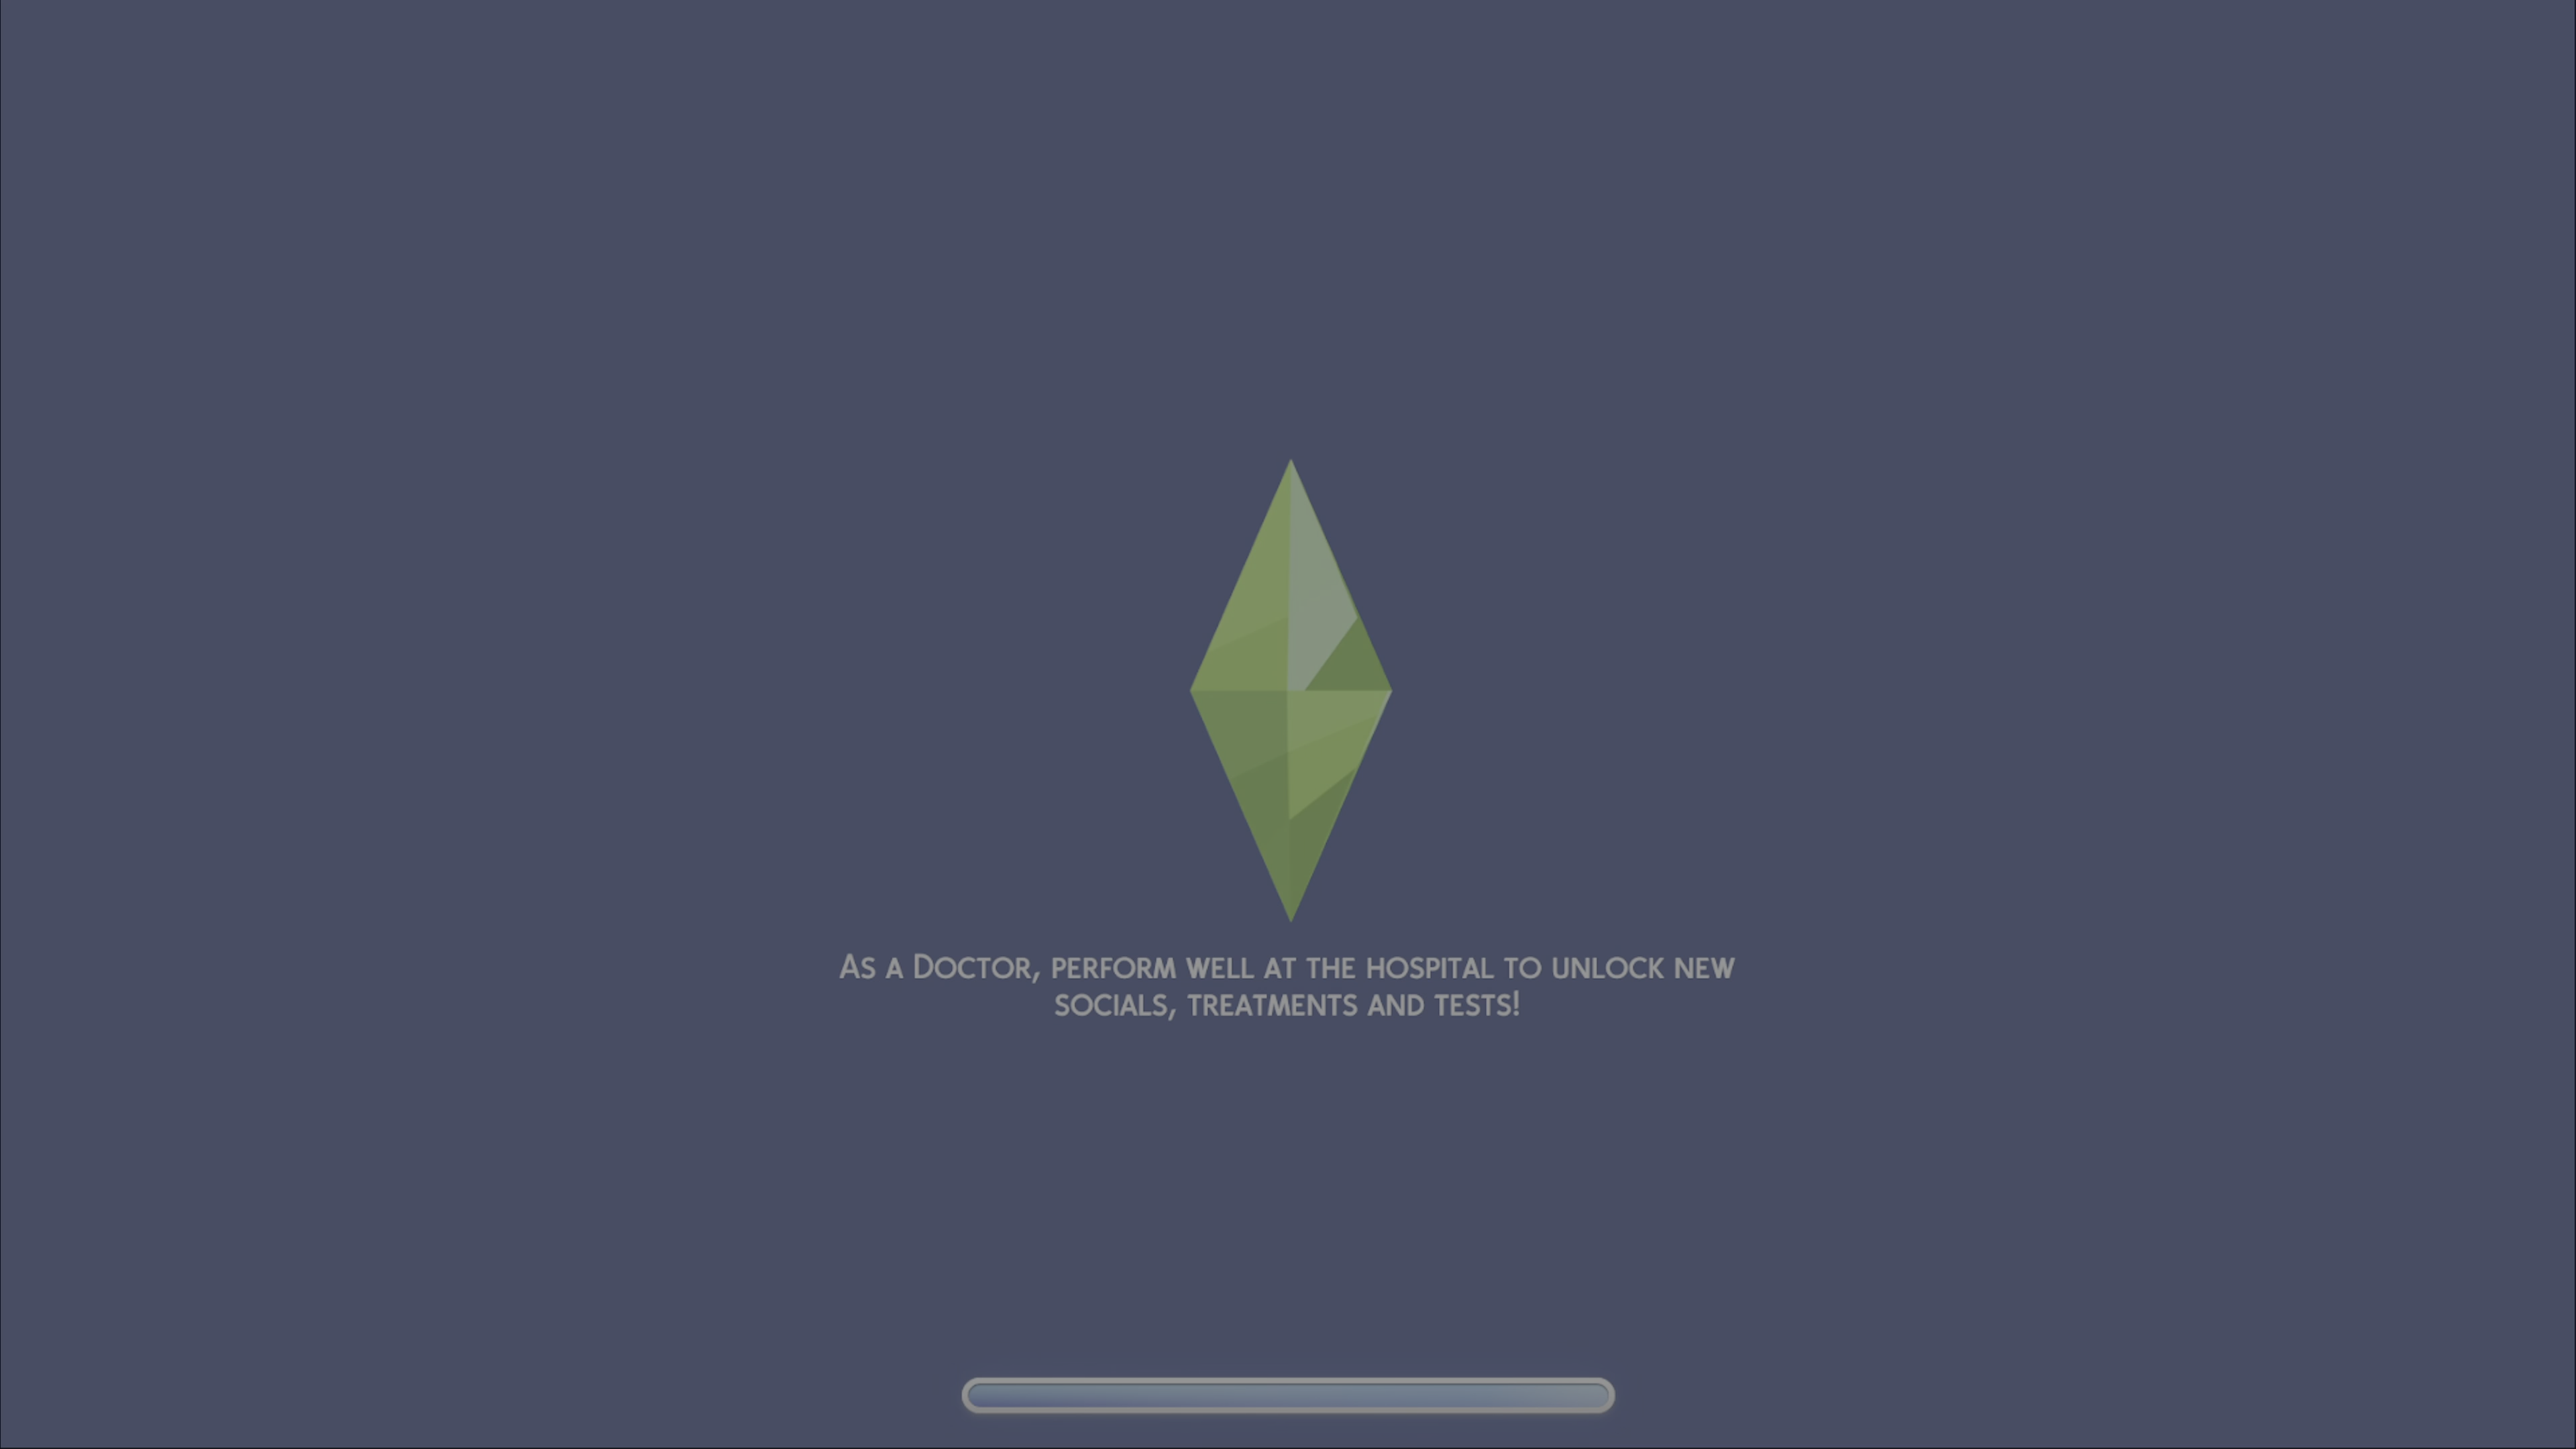 As a Doctor, perform well at the hospital to unlock new
socials, treatments and tests!